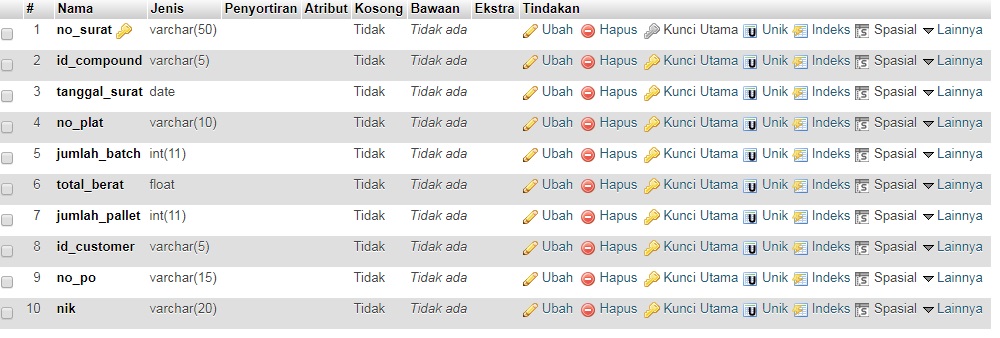 # Nama Jenis Penyortiran Atribut Kosong Bawaan Ekstra Tindakan
1 no_surat varchar(50) Tidak Tidak ada Ubah Hapus Kunci Utama Unik Indeks Spasial Lainnya
2 id_compound varchar(5) Tidak Tidak ada Ubah Hapus Kunci Utama Unik Indeks Spasial Lainnya
3 tanggal_surat date Tidak Tidak ada Ubah Hapus Kunci Utama Unik Indeks Spasial Lainnya
4 no_plat varchar(10) Tidak Tidak ada Ubah Hapus Kunci Utama Unik Indeks Spasial Lainnya
5 jumlah_batch int(11) Tidak Tidak ada Ubah Hapus Kunci Utama Unik Indeks Spasial Lainnya
6 total_berat float Tidak Tidak ada Ubah Hapus Kunci Utama Unik Indeks Spasial Lainnya
7 jumlah_pallet int(11) Tidak Tidak ada Ubah Hapus Kunci Utama Unik Indeks Spasial Lainnya
8 id_customer varchar(5) Tidak Tidak ada Ubah Hapus Kunci Utama Unik Indeks Spasial Lainnya
9 no_po varchar(15) Tidak Tidak ada Ubah Hapus Kunci Utama Unik Indeks Spasial Lainnya
10 nik varchar(20) Tidak Tidak ada Ubah Hapus Kunci Utama Unik Indeks Spasial Lainnya